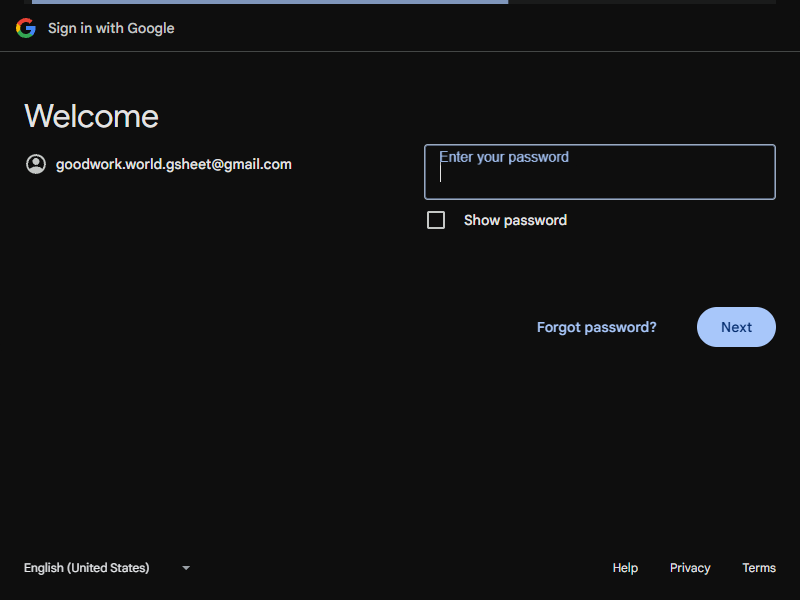 Sign in with Google
Welcome
goodwork.world.gsheet@gmail.com
Enter your password
Show password
Forgot password?
Next
English (United States)
Help
Privacy
Terms